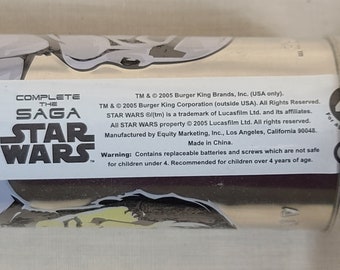 COMPLETE
THE
SAGA
STAR
WARS
TM & © 2005 Burger King Brands, Inc. (USA only).
TM & © 2005 Burger King Corporation (outside USA). All Rights Reserved.
STAR WARS ®/(tm) is a trademark of Lucasfilm Ltd. and its affiliates.
All STAR WARS property © 2005 Lucasfilm Ltd. All rights reserved.
Manufactured by Equity Marketing, Inc., Los Angeles, California 90048.
Made in China.
Warning: Contains replaceable batteries and screws which are not safe
for children under 4. Recommended for children over 4 years of age.